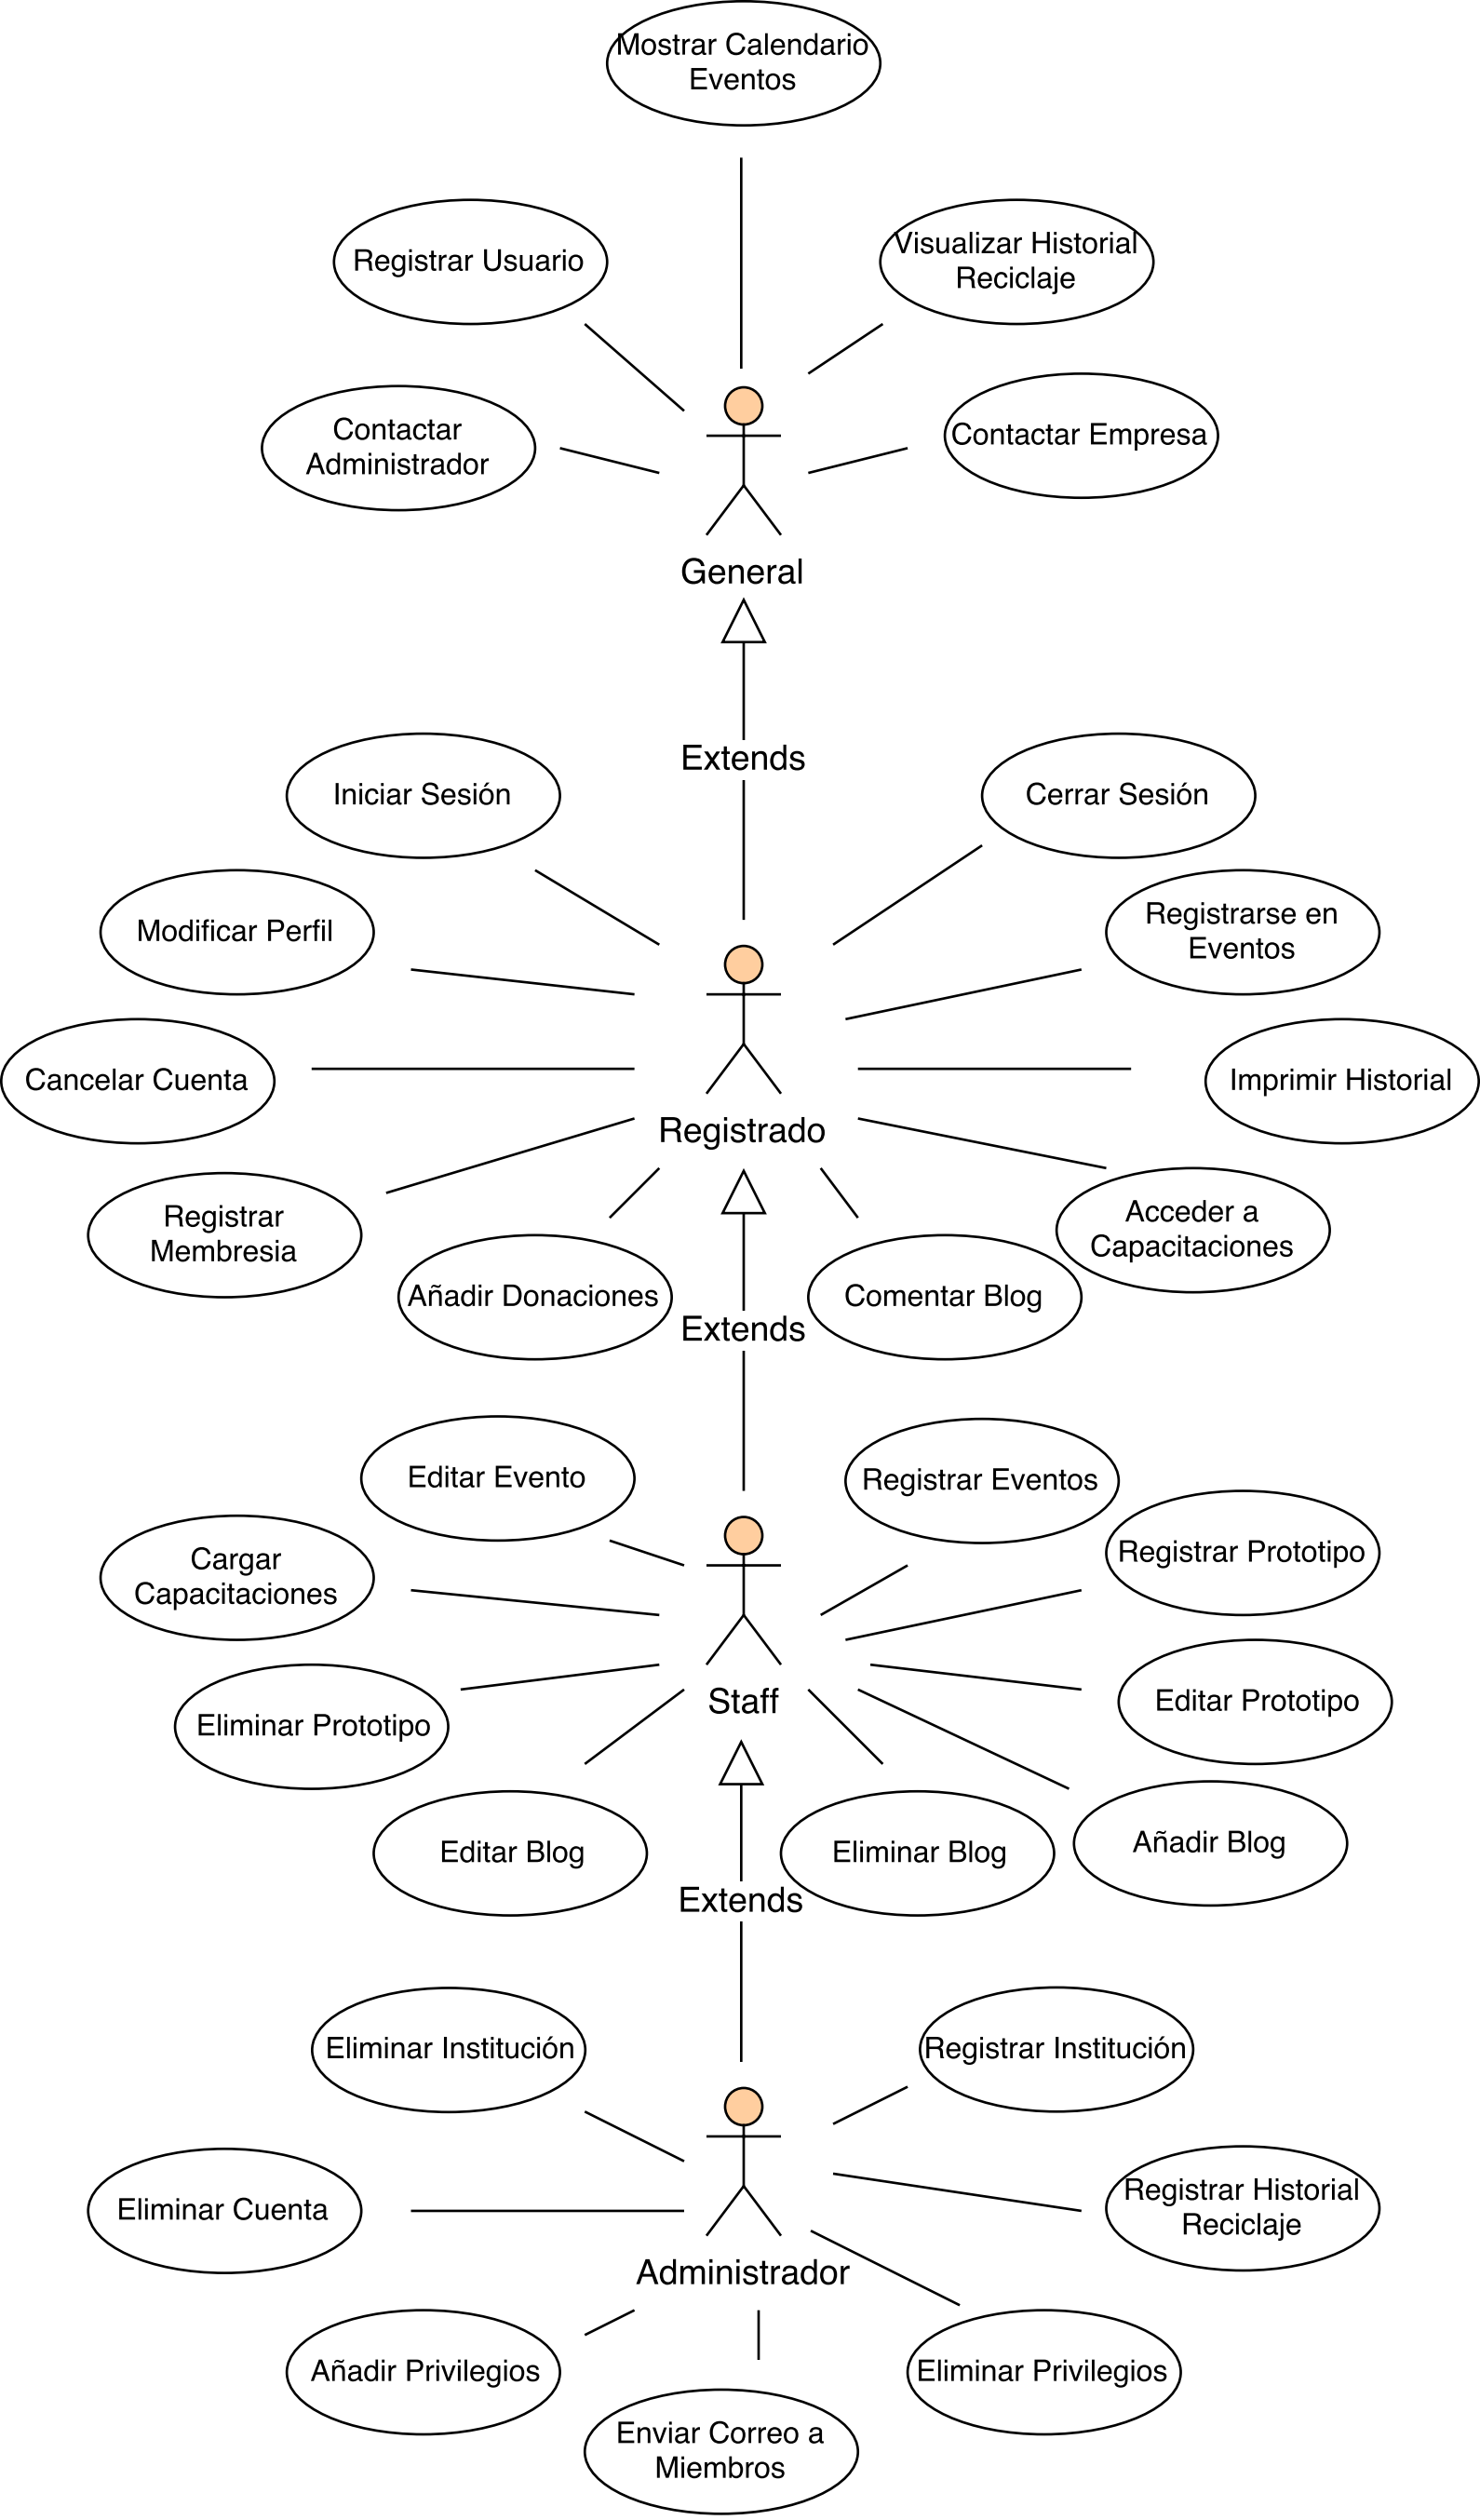 Mostrar Calendario
Eventos
Registrar Usuario
Visualizar Historial
Reciclaje
Contactar
Administrador
Contactar Empresa
General
Extends
Iniciar Sesión
Cerrar Sesión
Modificar Perfil
Registrarse en
Eventos
Cancelar Cuenta
Imprimir Historial
Registrado
Registrar
Membresia
Acceder a
Capacitaciones
Añadir Donaciones
Comentar Blog
Extends
Editar Evento
Registrar Eventos
Cargar
Capacitaciones
Registrar Prototipo
Eliminar Prototipo
Staff
Editar Prototipo
Editar Blog
Eliminar Blog
Añadir Blog
Extends
Eliminar Institución
Registrar Institución
Eliminar Cuenta
Registrar Historial
Reciclaje
Administrador
Añadir Privilegios
Eliminar Privilegios
Enviar Correo a
Miembros